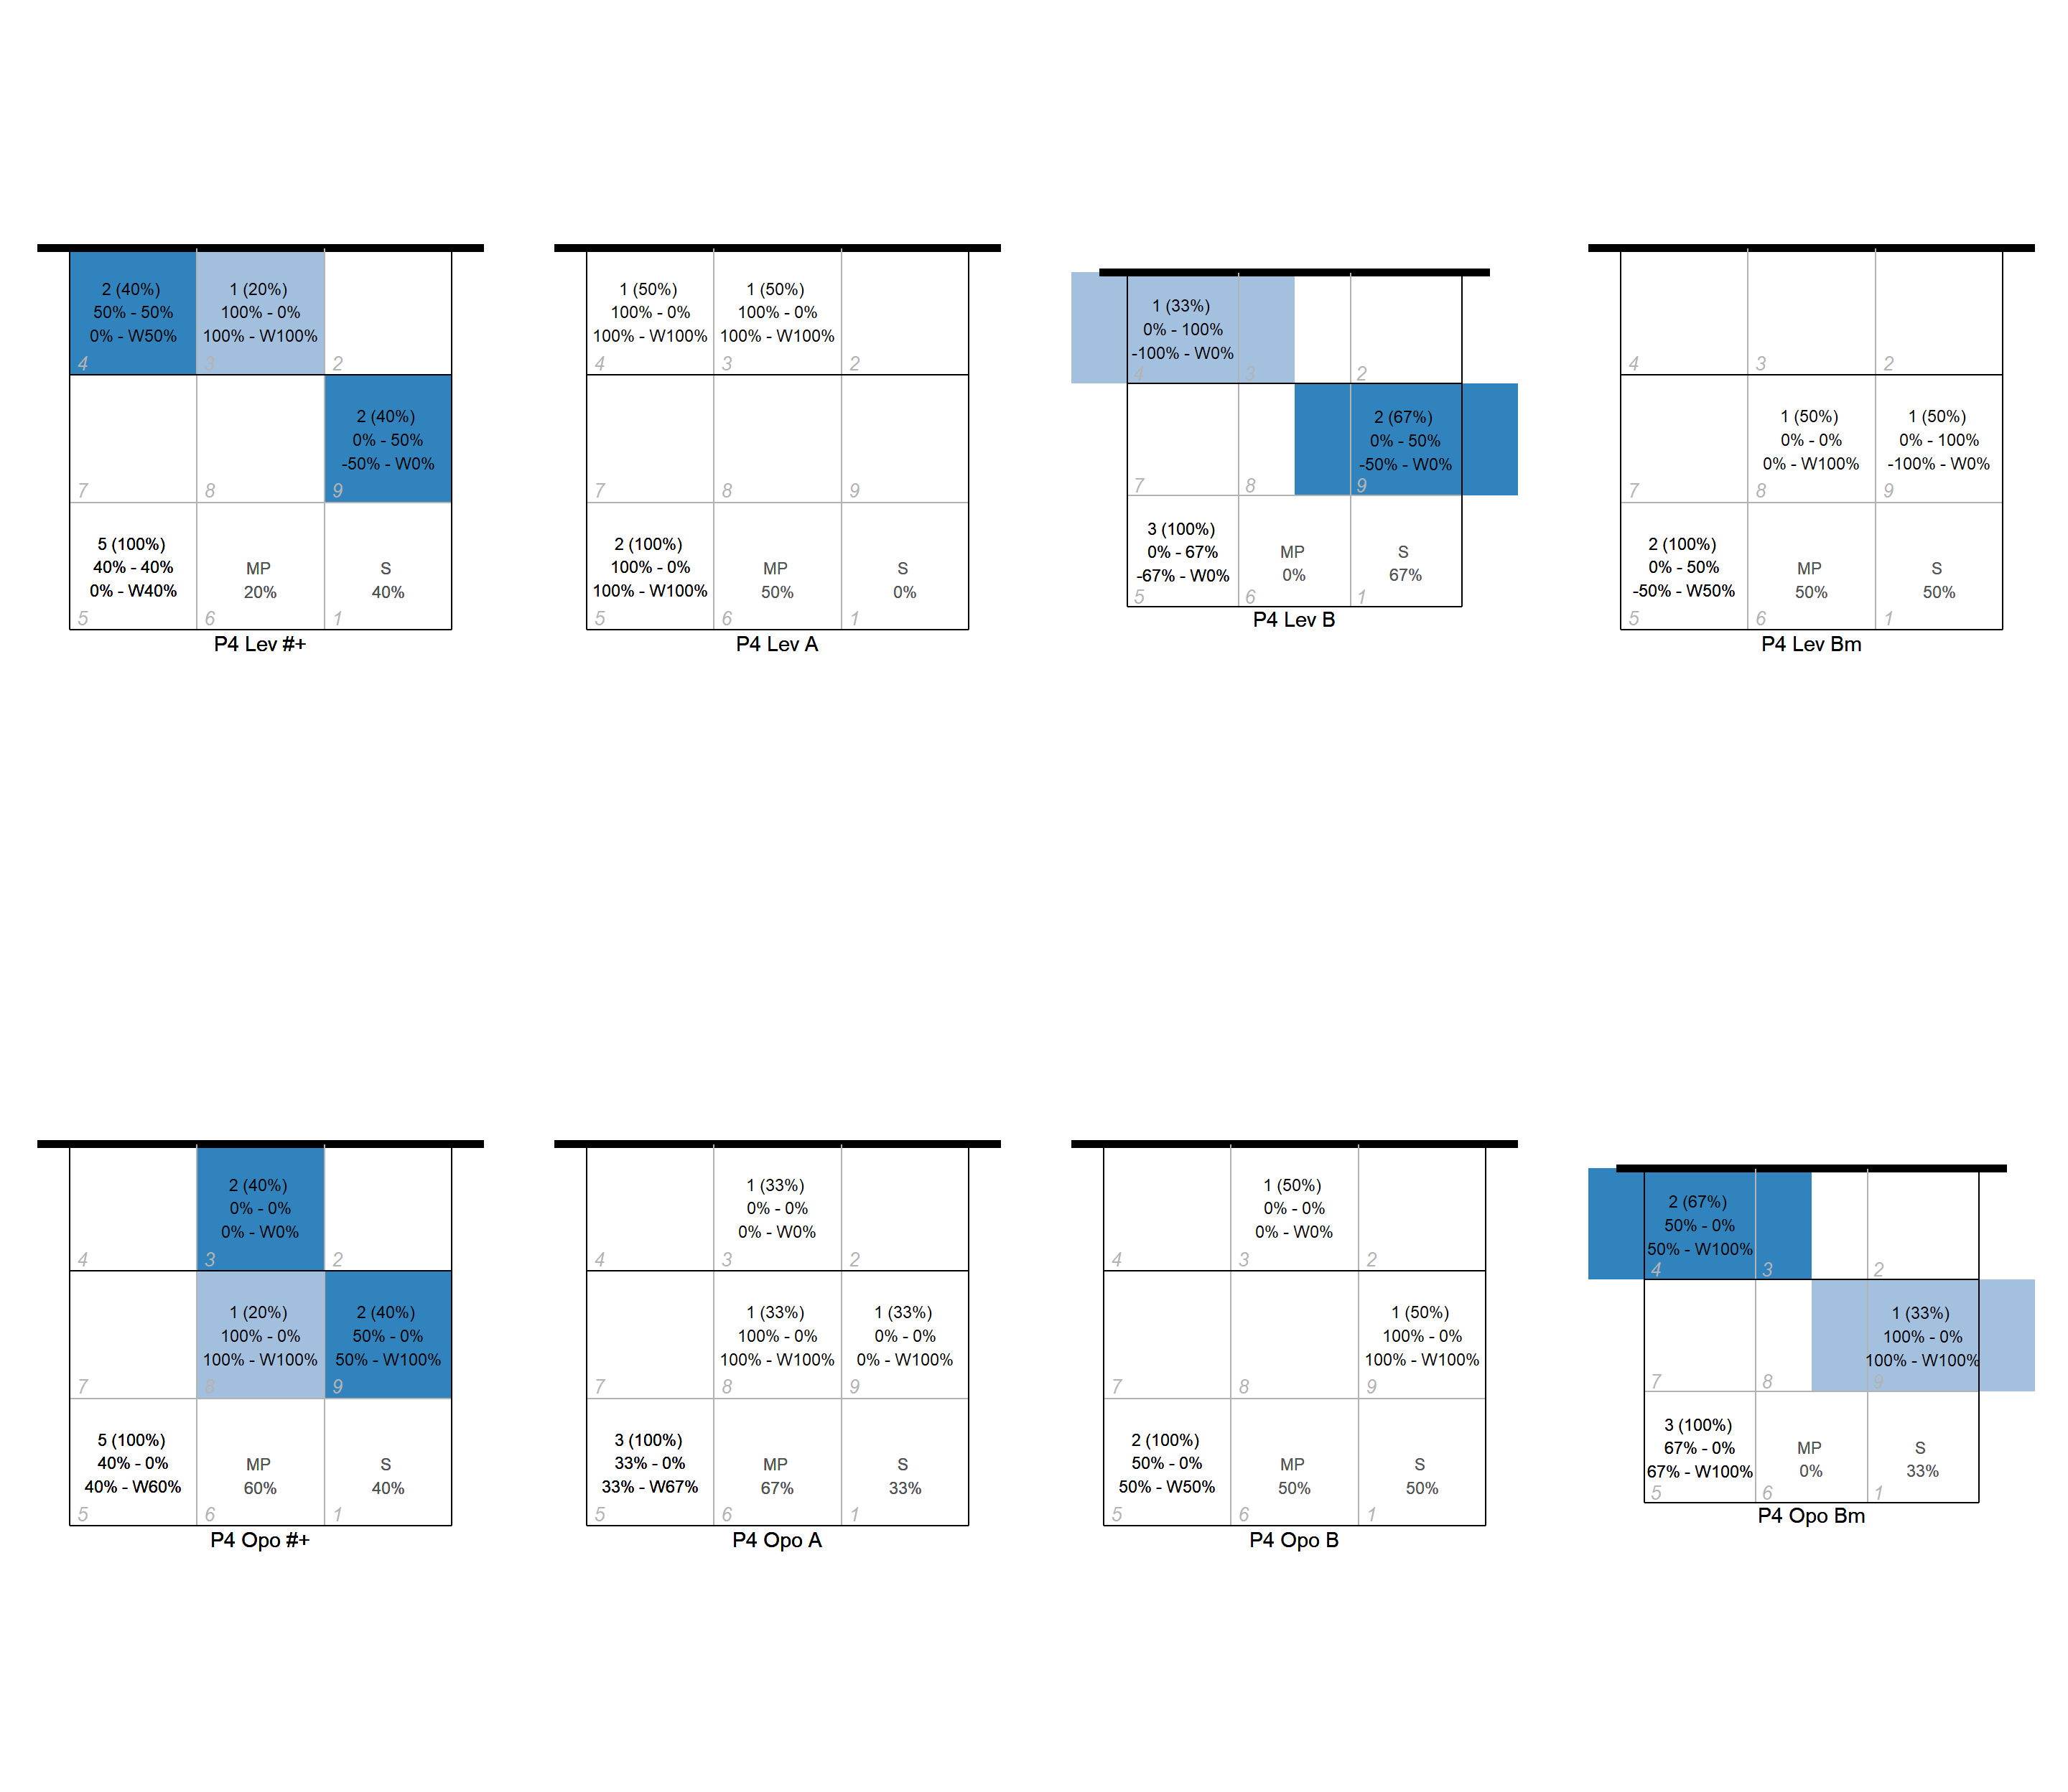 2 (40%)
50% - 50%
0% - W50%
4
1 (20%)
100% - 0%
100% - W100%
3
2
7
8
2 (40%)
0% - 50%
-50% - W0%
9
5 (100%)
40% - 40%
0% - W40%
5
MP
20%
6
S
40%
1
P4 Lev #+
1 (50%)
100% - 0%
100% - W100%
4
1 (50%)
100% - 0%
100% - W100%
3
2
7
8
9
2 (100%)
100% - 0%
100% - W100%
5
MP
50%
6
S
0%
1
P4 Lev A
1 (33%)
0% - 100%
-100% - W0%
4
3
2
7
8
2 (67%)
0% - 50%
-50% - W0%
9
3 (100%)
0% - 67%
-67% - W0%
5
MP
0%
6
S
67%
1
P4 Lev B
4
3
2
7
1 (50%)
0% - 0%
0% - W100%
8
1 (50%)
0% - 100%
-100% - W0%
9
2 (100%)
0% - 50%
-50% - W50%
5
MP
50%
6
S
50%
1
P4 Lev Bm
4
2 (40%)
0% - 0%
0% - W0%
3
2
7
1 (20%)
100% - 0%
100% - W100%
8
2 (40%)
50% - 0%
50% - W100%
9
5 (100%)
40% - 0%
40% - W60%
5
MP
60%
6
S
40%
1
P4 Opo #+
4
1 (33%)
0% - 0%
0% - W0%
3
2
7
1 (33%)
100% - 0%
100% - W100%
8
1 (33%)
0% - 0%
0% - W100%
9
3 (100%)
33% - 0%
33% - W67%
5
MP
67%
6
S
33%
1
P4 Opo A
4
1 (50%)
0% - 0%
0% - W0%
3
2
7
8
1 (50%)
100% - 0%
100% - W100%
9
2 (100%)
50% - 0%
50% - W50%
5
MP
50%
6
S
50%
1
P4 Opo B
2 (67%)
50% - 0%
50% - W100%
4
3
2
7
8
1 (33%)
100% - 0%
100% - W100%
9
3 (100%)
67% - 0%
67% - W100%
5
MP
0%
6
S
33%
1
P4 Opo Bm